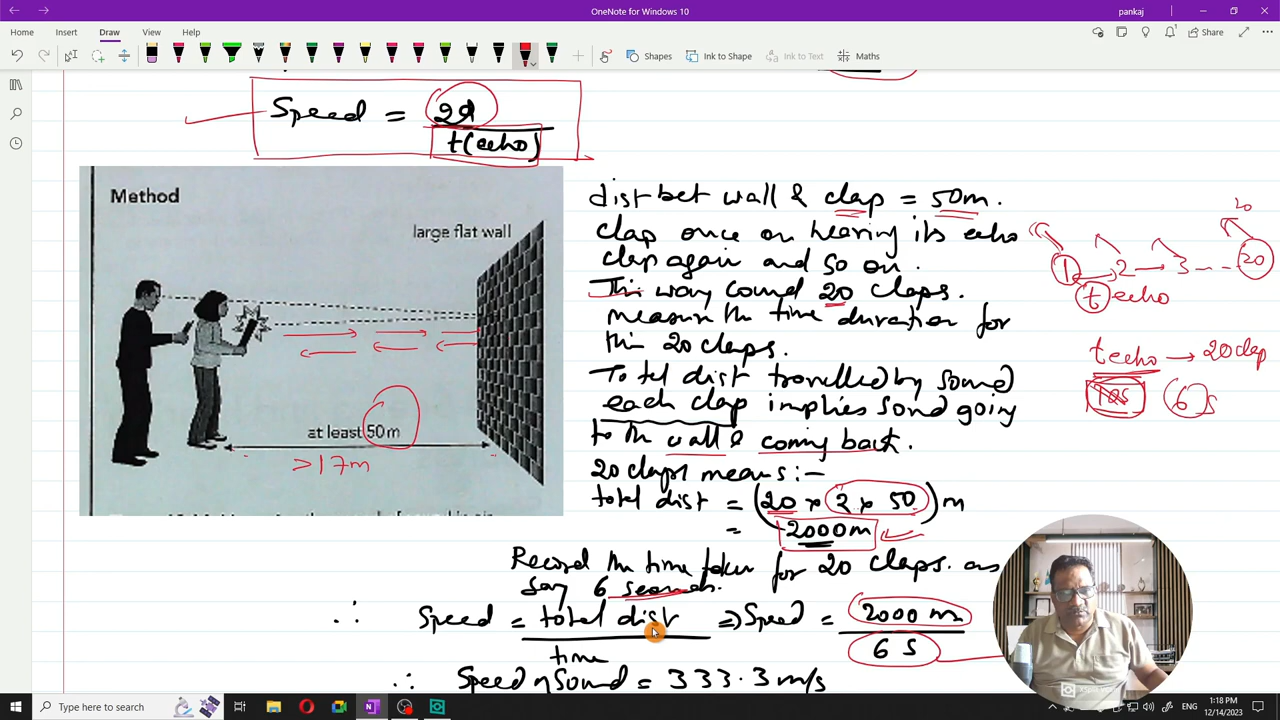 OneNote for Windows 10
pankaj
Home Insert Draw View Help
Share
Shapes Ink to Shape Ink to Text Maths
Speed = 2d
t(echo)
Method
large flat wall
at least 50m
>17m
dist bet wall & clap = 50m.
clap once on hearing its echo
clap again and so on.
This way count 20 claps.
measure the time duration for
this 20 claps.
Total dist travelled by sound
each clap implies sond going
to the wall & coming back.
20 claps means:-
total dist = (20 x 2 x 50) m
= 2000m
Record the time taken for 20 claps. as
say 6 seconds.
∴ Speed = total dist ⇒ Speed = 2000 m
time 6 s
∴ Speed of Sound = 333.3 m/s
20
1 2 → 3 - - - 20
t echo
t echo → 20 clap
6 s
Type here to search
ENG
1:18 PM
12/14/2023